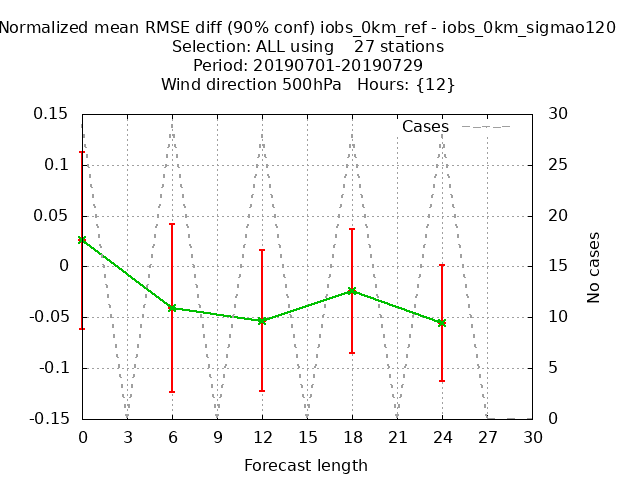 Normalized mean RMSE diff (90% conf) iobs_0km_ref - iobs_0km_sigmao120
Selection: ALL using 27 stations
Period: 20190701-20190729
Wind direction 500hPa Hours: {12}
0.15 30
Cases
0.1 25
0.05 20
0 15
No cases
-0.05 10
-0.1 5
-0.15 0
0 3 6 9 12 15 18 21 24 27 30
Forecast length